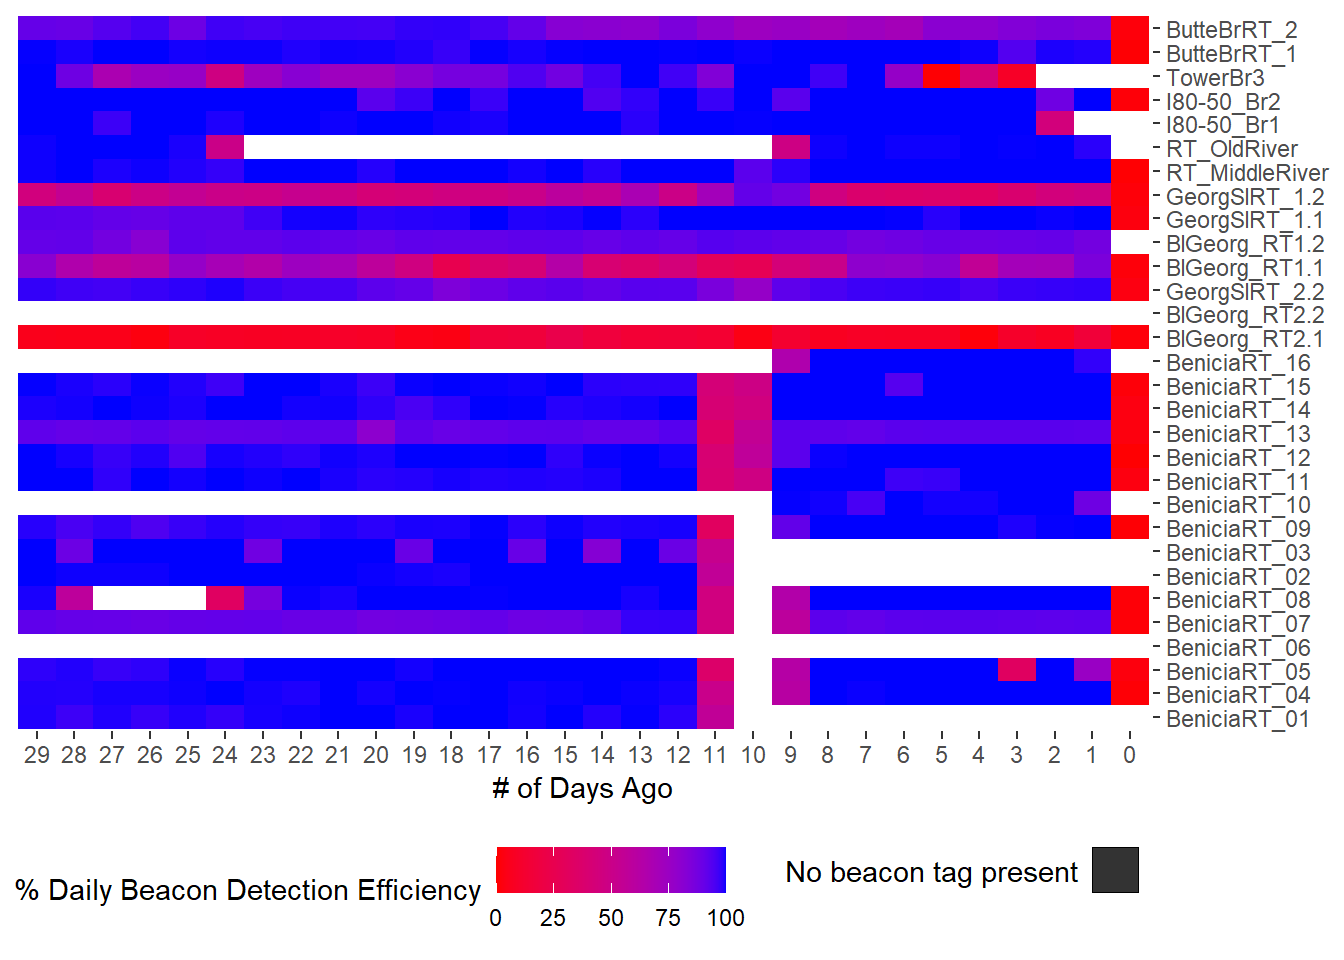 ButteBrRT_2
ButteBrRT_1
TowerBr3
I80-50_Br2
I80-50_Br1
RT_OldRiver
RT_MiddleRiver
GeorgSlRT_1.2
GeorgSlRT_1.1
BlGeorg_RT1.2
BlGeorg_RT1.1
GeorgSlRT_2.2
BlGeorg_RT2.2
BlGeorg_RT2.1
BeniciaRT_16
BeniciaRT_15
BeniciaRT_14
BeniciaRT_13
BeniciaRT_12
BeniciaRT_11
BeniciaRT_10
BeniciaRT_09
BeniciaRT_03
BeniciaRT_02
BeniciaRT_08
BeniciaRT_07
BeniciaRT_06
BeniciaRT_05
BeniciaRT_04
BeniciaRT_01
29 28 27 26 25 24 23 22 21 20 19 18 17 16 15 14 13 12 11 10 9 8 7 6 5 4 3 2 1 0
# of Days Ago
% Daily Beacon Detection Efficiency
0 25 50 75 100
No beacon tag present